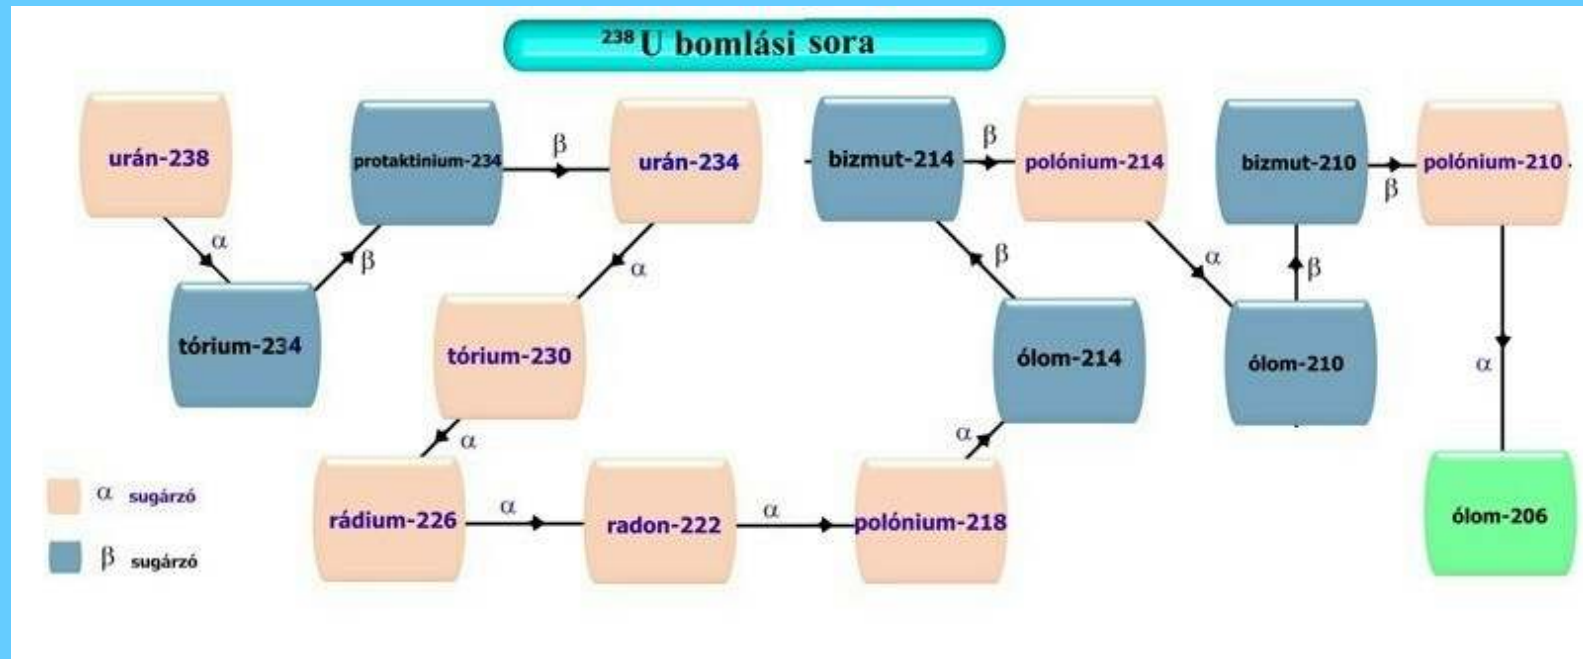 ²³⁸U bomlási sora
urán-238
α
tórium-234
β
protaktinium-234
β
urán-234
α
tórium-230
α
rádium-226
α
radon-222
α
polónium-218
α
ólom-214
β
bizmut-214
β
polónium-214
α
ólom-210
β
bizmut-210
β
polónium-210
α
ólom-206
α sugárzó
β sugárzó